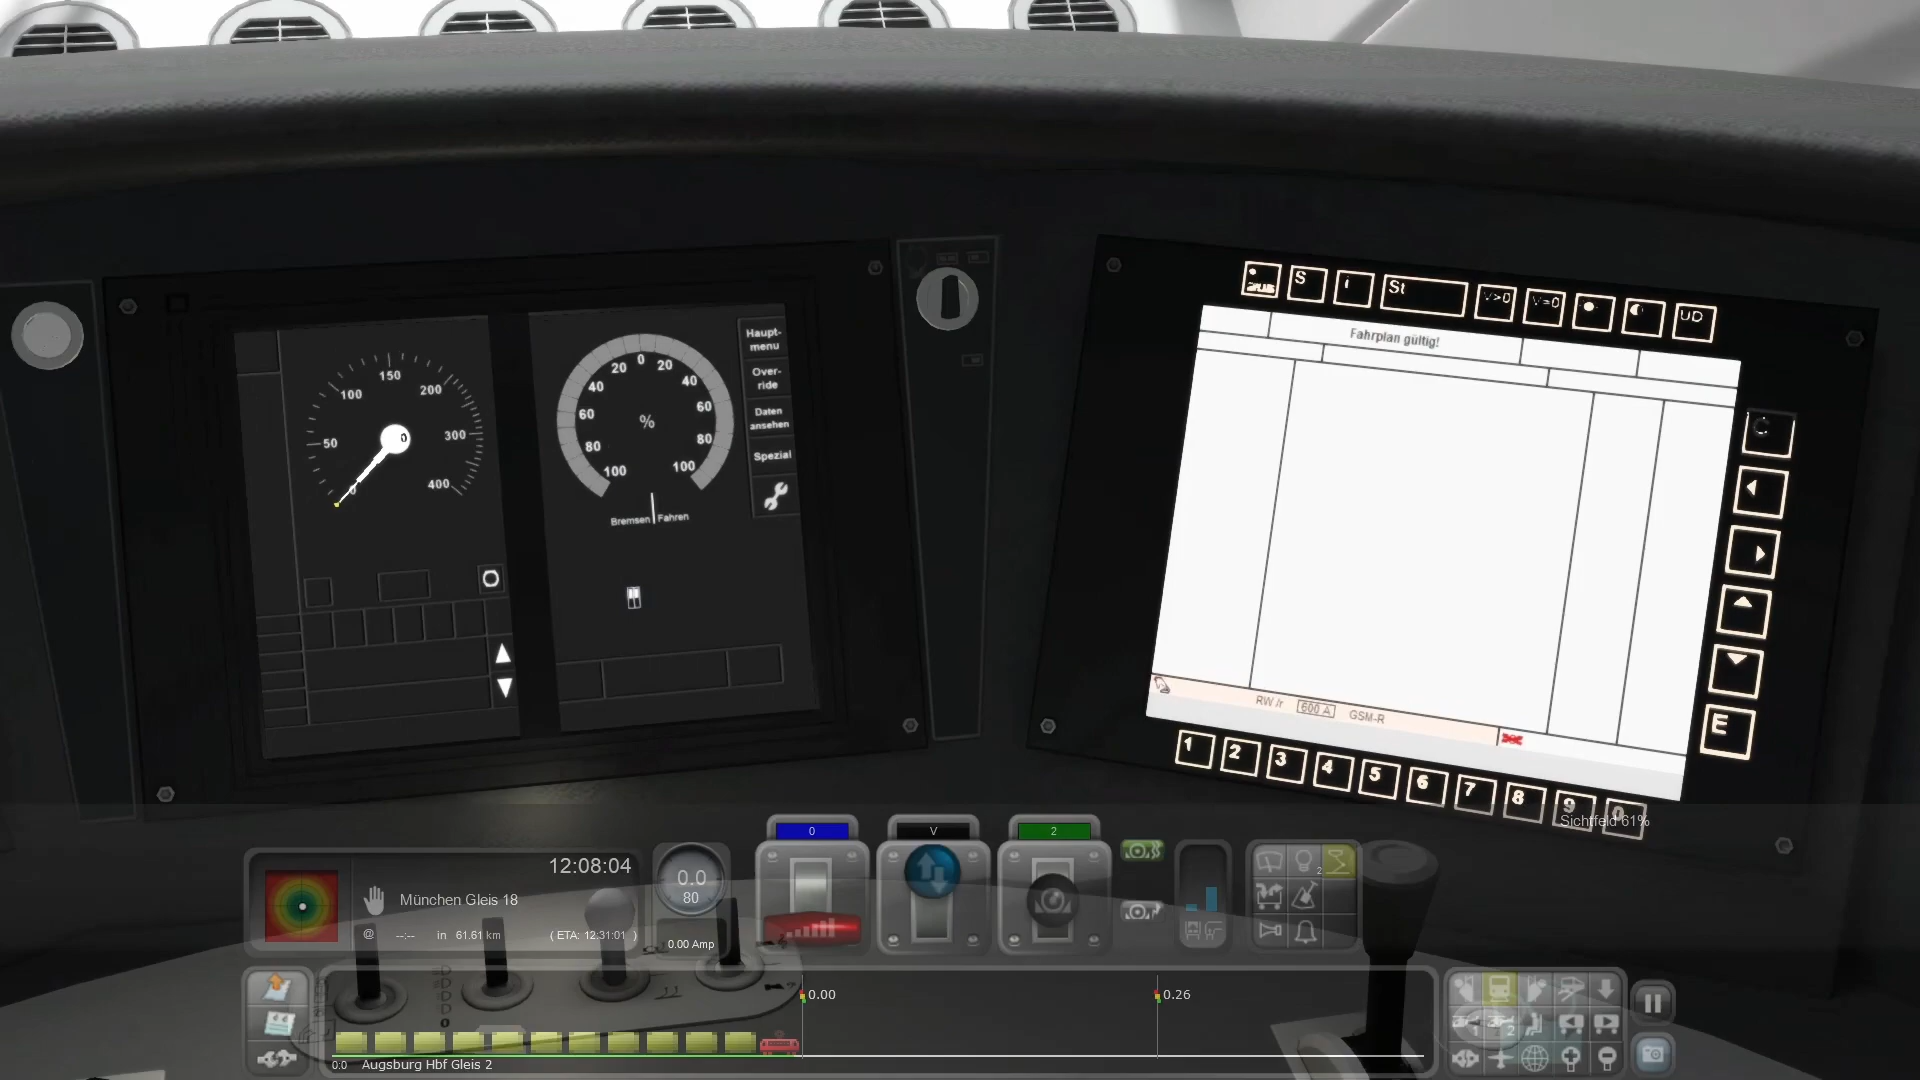 S
i
St
V>0
V=0
UD
Fahrplan gültig!
C
E
RW /r 600 A GSM-R
1 2 3 4 5 6 7 8 9 0
Sichtfeld 61%
0 50 100 150 200 300 400
0
100 80 60 40 20 0 20 40 60 80 100
%
Bremsen Fahren
Haupt-
menu
Over-
ride
Daten
ansehen
Spezial
0 V 2
12:08:04
München Gleis 18
@ --:-- in 61.61 km ( ETA: 12:31:01 )
0.0
80
0.00 Amp
2
0.00 0.26
0:0 Augsburg Hbf Gleis 2
1 2